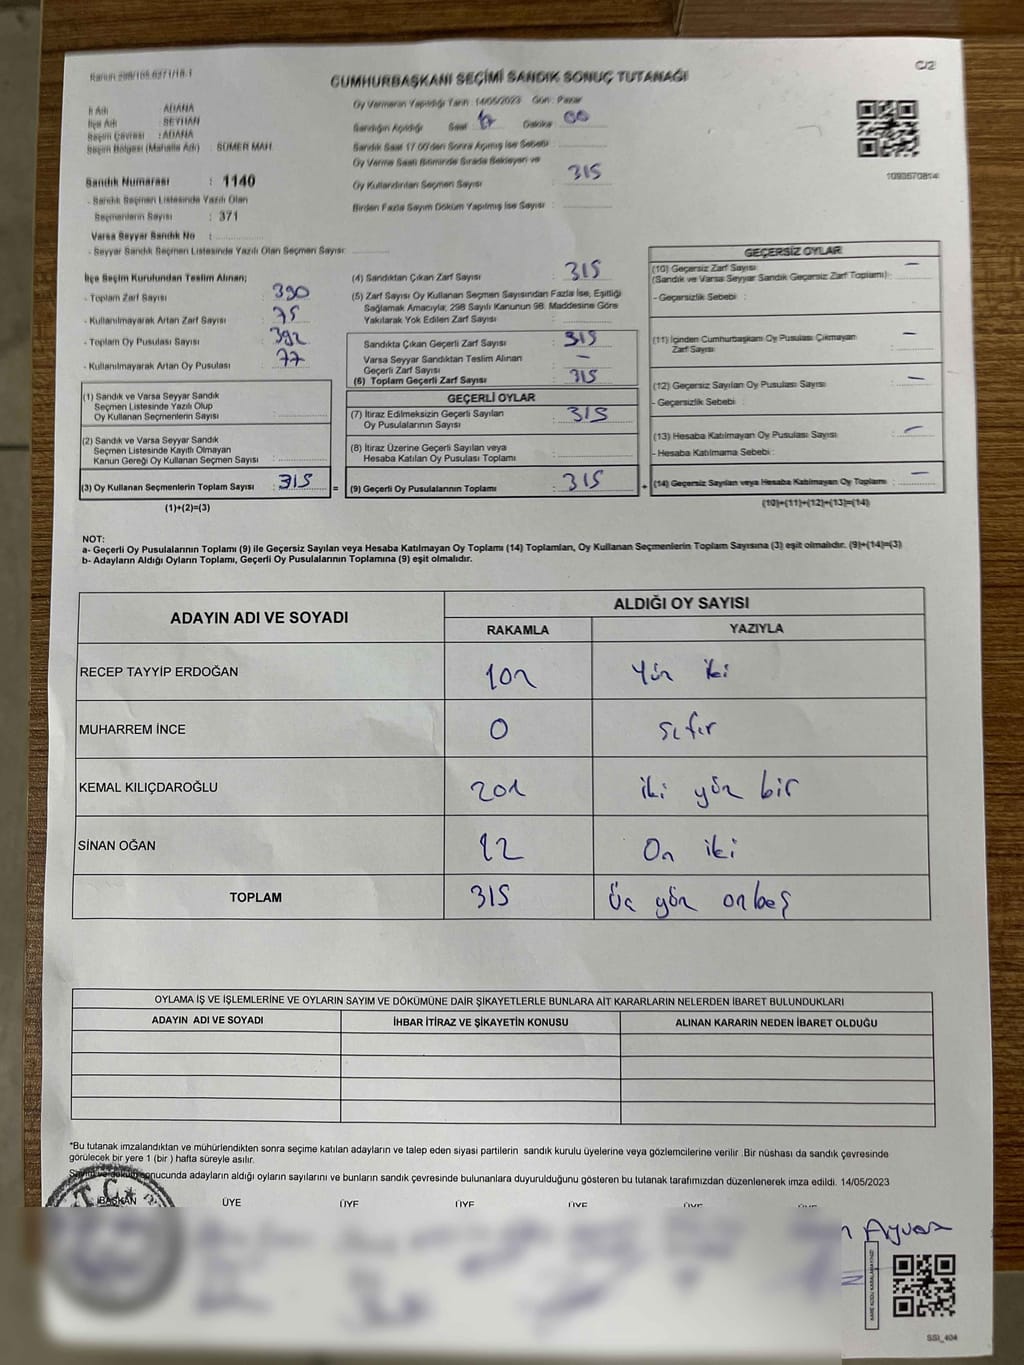 Kanun 298/105.6271/18-1
C/2
CUMHURBAŞKANI SEÇİMİ SANDIK SONUÇ TUTANAĞI
İl Adı : ADANA
İlçe Adı : SEYHAN
Seçim Çevresi : ADANA
Seçim Bölgesi (Mahalle Adı) : SÜMER MAH.
Sandık Numarası : 1140
- Sandık Seçmen Listesinde Yazılı Olan
Seçmenlerin Sayısı : 371
Varsa Seyyar Sandık No :
- Seyyar Sandık Seçmen Listesinde Yazılı Olan Seçmen Sayısı:
Oy Vermenin Yapıldığı Tarih : 14/05/2023 Gün : Pazar
Sandığın Açıldığı Saat : 17 Dakika : 00
Sandık Saat 17.00'den Sonra Açılmış İse Sebebi :
Oy Verme Saati Bitiminde Sırada Bekleyen ve
Oy Kullandırılan Seçmen Sayısı : 315
Birden Fazla Sayım Döküm Yapılmış İse Sayısı :
1093670814
İlçe Seçim Kurulundan Teslim Alınan;
- Toplam Zarf Sayısı : 390
- Kullanılmayarak Artan Zarf Sayısı : 75
- Toplam Oy Pusulası Sayısı : 392
- Kullanılmayarak Artan Oy Pusulası : 77
(1) Sandık ve Varsa Seyyar Sandık
Seçmen Listesinde Yazılı Olup
Oy Kullanan Seçmenlerin Sayısı :
(2) Sandık ve Varsa Seyyar Sandık
Seçmen Listesinde Kayıtlı Olmayan
Kanun Gereği Oy Kullanan Seçmen Sayısı :
(3) Oy Kullanan Seçmenlerin Toplam Sayısı : 315 =
(1)+(2)=(3)
(4) Sandıktan Çıkan Zarf Sayısı : 315
(5) Zarf Sayısı Oy Kullanan Seçmen Sayısından Fazla İse, Eşitliği
Sağlamak Amacıyla, 298 Sayılı Kanunun 98. Maddesine Göre
Yakılarak Yok Edilen Zarf Sayısı :
Sandıkta Çıkan Geçerli Zarf Sayısı : 315
Varsa Seyyar Sandıktan Teslim Alınan
Geçerli Zarf Sayısı : –
(6) Toplam Geçerli Zarf Sayısı : 315
GEÇERLİ OYLAR
(7) İtiraz Edilmeksizin Geçerli Sayılan
Oy Pusulalarının Sayısı : 315
(8) İtiraz Üzerine Geçerli Sayılan veya
Hesaba Katılan Oy Pusulası Toplamı :
(9) Geçerli Oy Pusulalarının Toplamı : 315 +
GEÇERSİZ OYLAR
(10) Geçersiz Zarf Sayısı : –
(Sandık ve Varsa Seyyar Sandık Geçersiz Zarf Toplamı)
- Geçersizlik Sebebi :
(11) İçinden Cumhurbaşkanı Oy Pusulası Çıkmayan
Zarf Sayısı : –
(12) Geçersiz Sayılan Oy Pusulası Sayısı : –
- Geçersizlik Sebebi :
(13) Hesaba Katılmayan Oy Pusulası Sayısı : –
- Hesaba Katılmama Sebebi :
(14) Geçersiz Sayılan veya Hesaba Katılmayan Oy Toplamı : –
(10)+(11)+(12)+(13)=(14)
NOT:
a- Geçerli Oy Pusulalarının Toplamı (9) ile Geçersiz Sayılan veya Hesaba Katılmayan Oy Toplamı (14) Toplamları, Oy Kullanan Seçmenlerin Toplam Sayısına (3) eşit olmalıdır. (9)+(14)=(3)
b- Adayların Aldığı Oyların Toplamı, Geçerli Oy Pusulalarının Toplamına (9) eşit olmalıdır.
ADAYIN ADI VE SOYADI ALDIĞI OY SAYISI
RAKAMLA YAZIYLA
RECEP TAYYİP ERDOĞAN 102 Yüz iki
MUHARREM İNCE 0 sıfır
KEMAL KILIÇDAROĞLU 201 iki yüz bir
SİNAN OĞAN 12 On iki
TOPLAM 315 Üç yüz onbeş
OYLAMA İŞ VE İŞLEMLERİNE VE OYLARIN SAYIM VE DÖKÜMÜNE DAİR ŞİKAYETLERLE BUNLARA AİT KARARLARIN NELERDEN İBARET BULUNDUKLARI
ADAYIN ADI VE SOYADI İHBAR İTİRAZ VE ŞİKAYETİN KONUSU ALINAN KARARIN NEDEN İBARET OLDUĞU
*Bu tutanak imzalandıktan ve mühürlendikten sonra seçime katılan adayların ve talep eden siyasi partilerin sandık kurulu üyelerine veya gözlemcilerine verilir .Bir nüshası da sandık çevresinde
görülecek bir yere 1 (bir ) hafta süreyle asılır.
Sayım ve döküm sonucunda adayların aldığı oyların sayılarını ve bunların sandık çevresinde bulunanlara duyurulduğunu gösteren bu tutanak tarafımızdan düzenlenerek imza edildi. 14/05/2023
T.C.
BAŞKAN ÜYE ÜYE ÜYE ÜYE ÜYE ÜYE
KARE KODU KARALAMAYINIZ!
SSİ_404